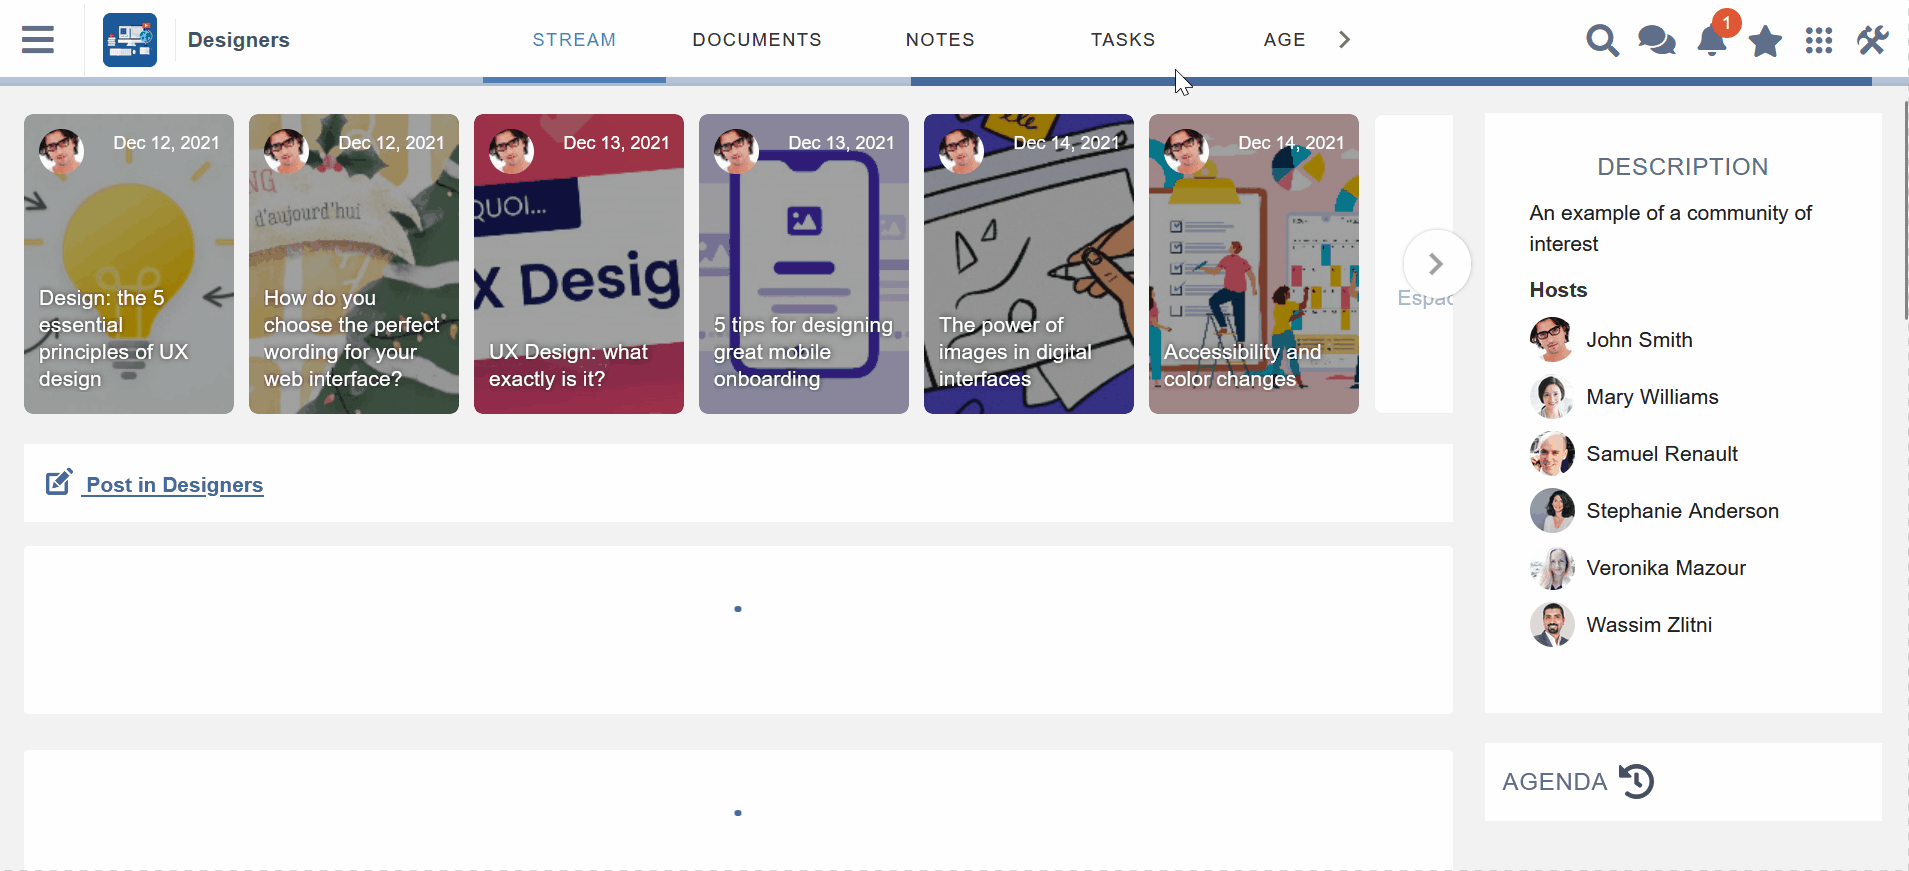 Designers
STREAM
DOCUMENTS
NOTES
TASKS
AGE
1
Dec 12, 2021
Design: the 5
essential
principles of UX
design
Dec 12, 2021
NG
d'aujourd'hui
How do you
choose the perfect
wording for your
web interface?
Dec 13, 2021
QUOI...
X Desig
UX Design: what
exactly is it?
Dec 13, 2021
5 tips for designing
great mobile
onboarding
Dec 14, 2021
The power of
images in digital
interfaces
Dec 14, 2021
Accessibility and
color changes
Espac
Post in Designers
DESCRIPTION
An example of a community of
interest
Hosts
John Smith
Mary Williams
Samuel Renault
Stephanie Anderson
Veronika Mazour
Wassim Zlitni
AGENDA